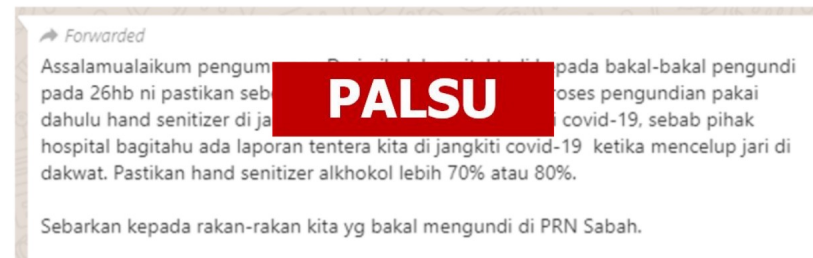 Forwarded
Assalamualaikum pengum pada bakal-bakal pengundi
pada 26hb ni pastikan seb roses pengundian pakai
PALSU
dahulu hand senitizer di ja i covid-19, sebab pihak
hospital bagitahu ada laporan tentera kita di jangkiti covid-19 ketika mencelup jari di
dakwat. Pastikan hand senitizer alkhokol lebih 70% atau 80%.
Sebarkan kepada rakan-rakan kita yg bakal mengundi di PRN Sabah.